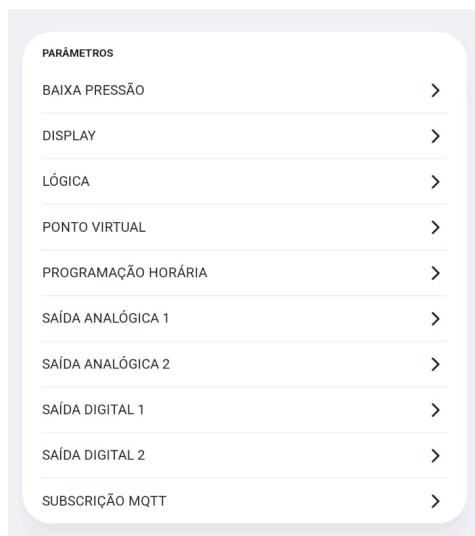 PARÂMETROS
BAIXA PRESSÃO
DISPLAY
LÓGICA
PONTO VIRTUAL
PROGRAMAÇÃO HORÁRIA
SAÍDA ANALÓGICA 1
SAÍDA ANALÓGICA 2
SAÍDA DIGITAL 1
SAÍDA DIGITAL 2
SUBSCRIÇÃO MQTT